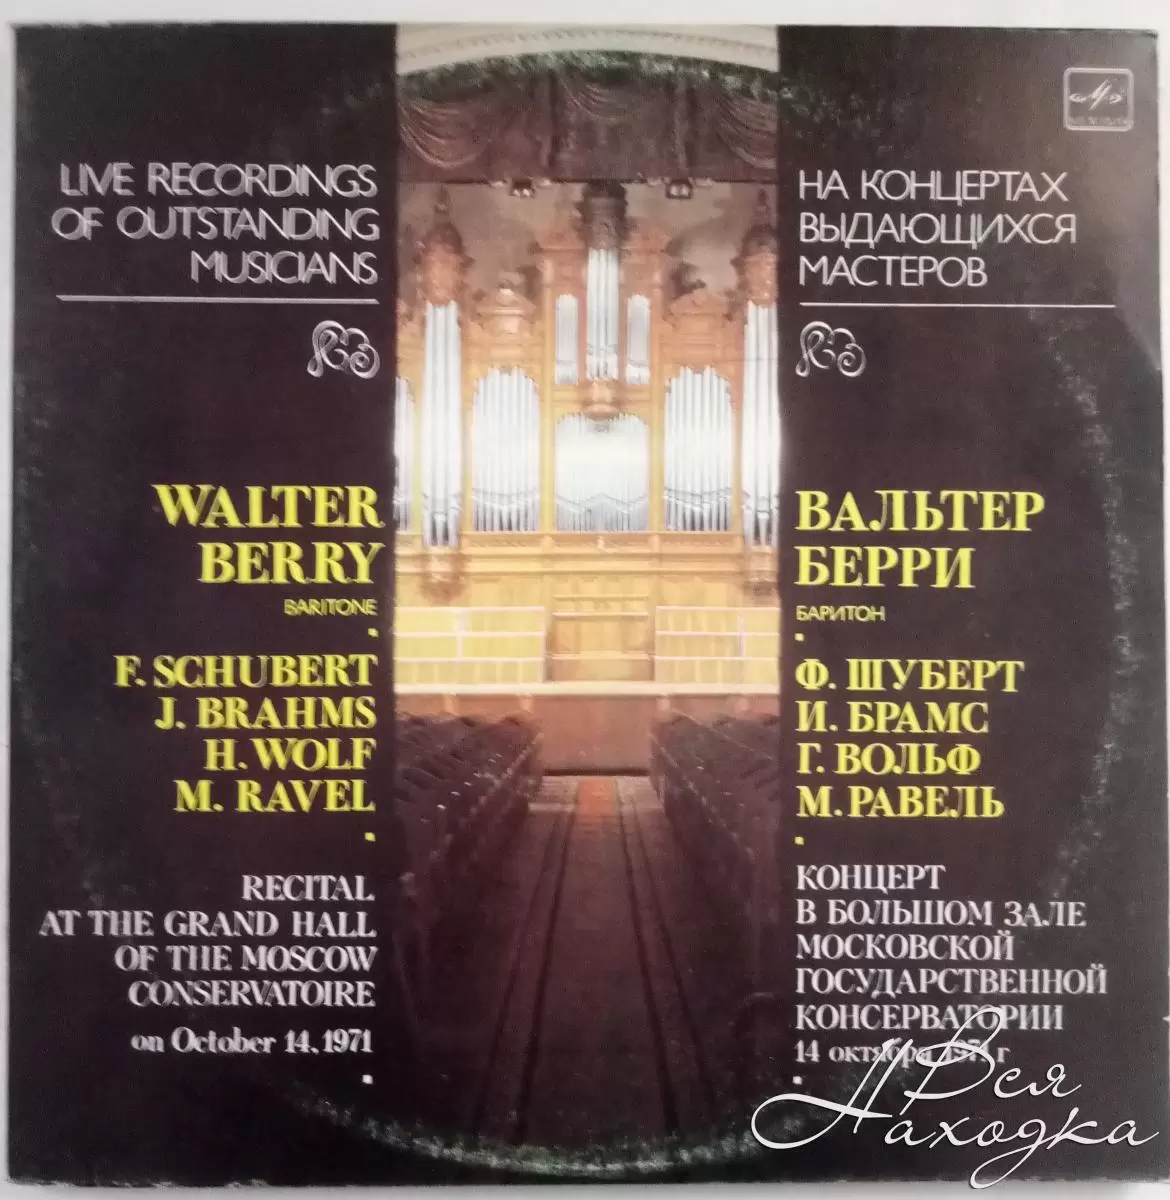 LIVE RECORDINGS
OF OUTSTANDING
MUSICIANS
WALTER
BERRY
BARITONE
F. SCHUBERT
J. BRAHMS
H. WOLF
M. RAVEL
RECITAL
AT THE GRAND HALL
OF THE MOSCOW
CONSERVATOIRE
on October 14, 1971
НА КОНЦЕРТАХ
ВЫДАЮЩИХСЯ
МАСТЕРОВ
ВАЛЬТЕР
БЕРРИ
БАРИТОН
Ф. ШУБЕРТ
И. БРАМС
Г. ВОЛЬФ
М. РАВЕЛЬ
КОНЦЕРТ
В БОЛЬШОМ ЗАЛЕ
МОСКОВСКОЙ
ГОСУДАРСТВЕННОЙ
КОНСЕРВАТОРИИ
14 октября 1971 г
Вся
Находка